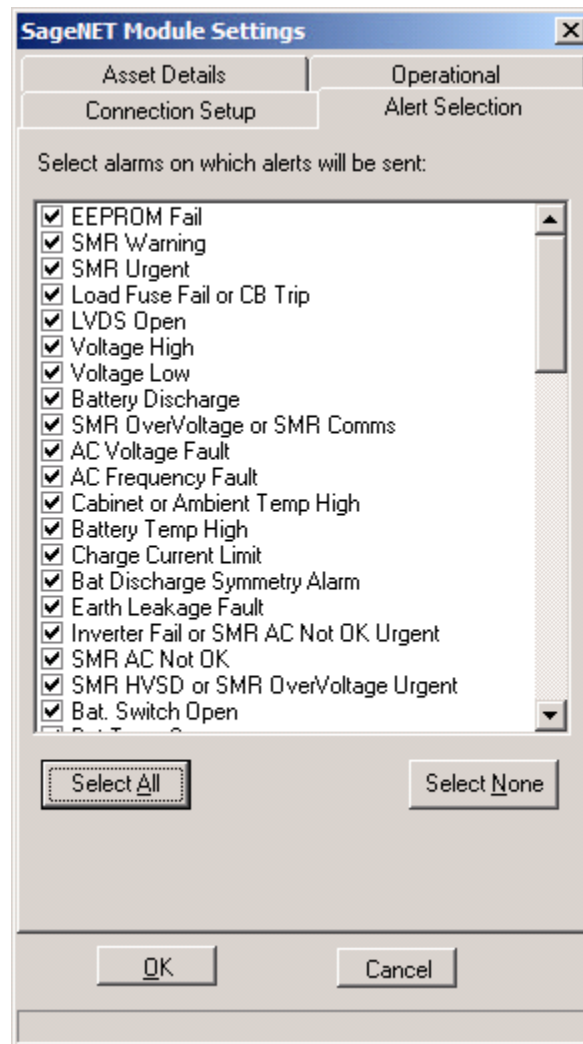 SageNET Module Settings
Asset Details
Operational
Connection Setup
Alert Selection
Select alarms on which alerts will be sent:
EEPROM Fail
SMR Warning
SMR Urgent
Load Fuse Fail or CB Trip
LVDS Open
Voltage High
Voltage Low
Battery Discharge
SMR OverVoltage or SMR Comms
AC Voltage Fault
AC Frequency Fault
Cabinet or Ambient Temp High
Battery Temp High
Charge Current Limit
Bat Discharge Symmetry Alarm
Earth Leakage Fault
Inverter Fail or SMR AC Not OK Urgent
SMR AC Not OK
SMR HVSD or SMR OverVoltage Urgent
Bat. Switch Open
Select All
Select None
OK
Cancel